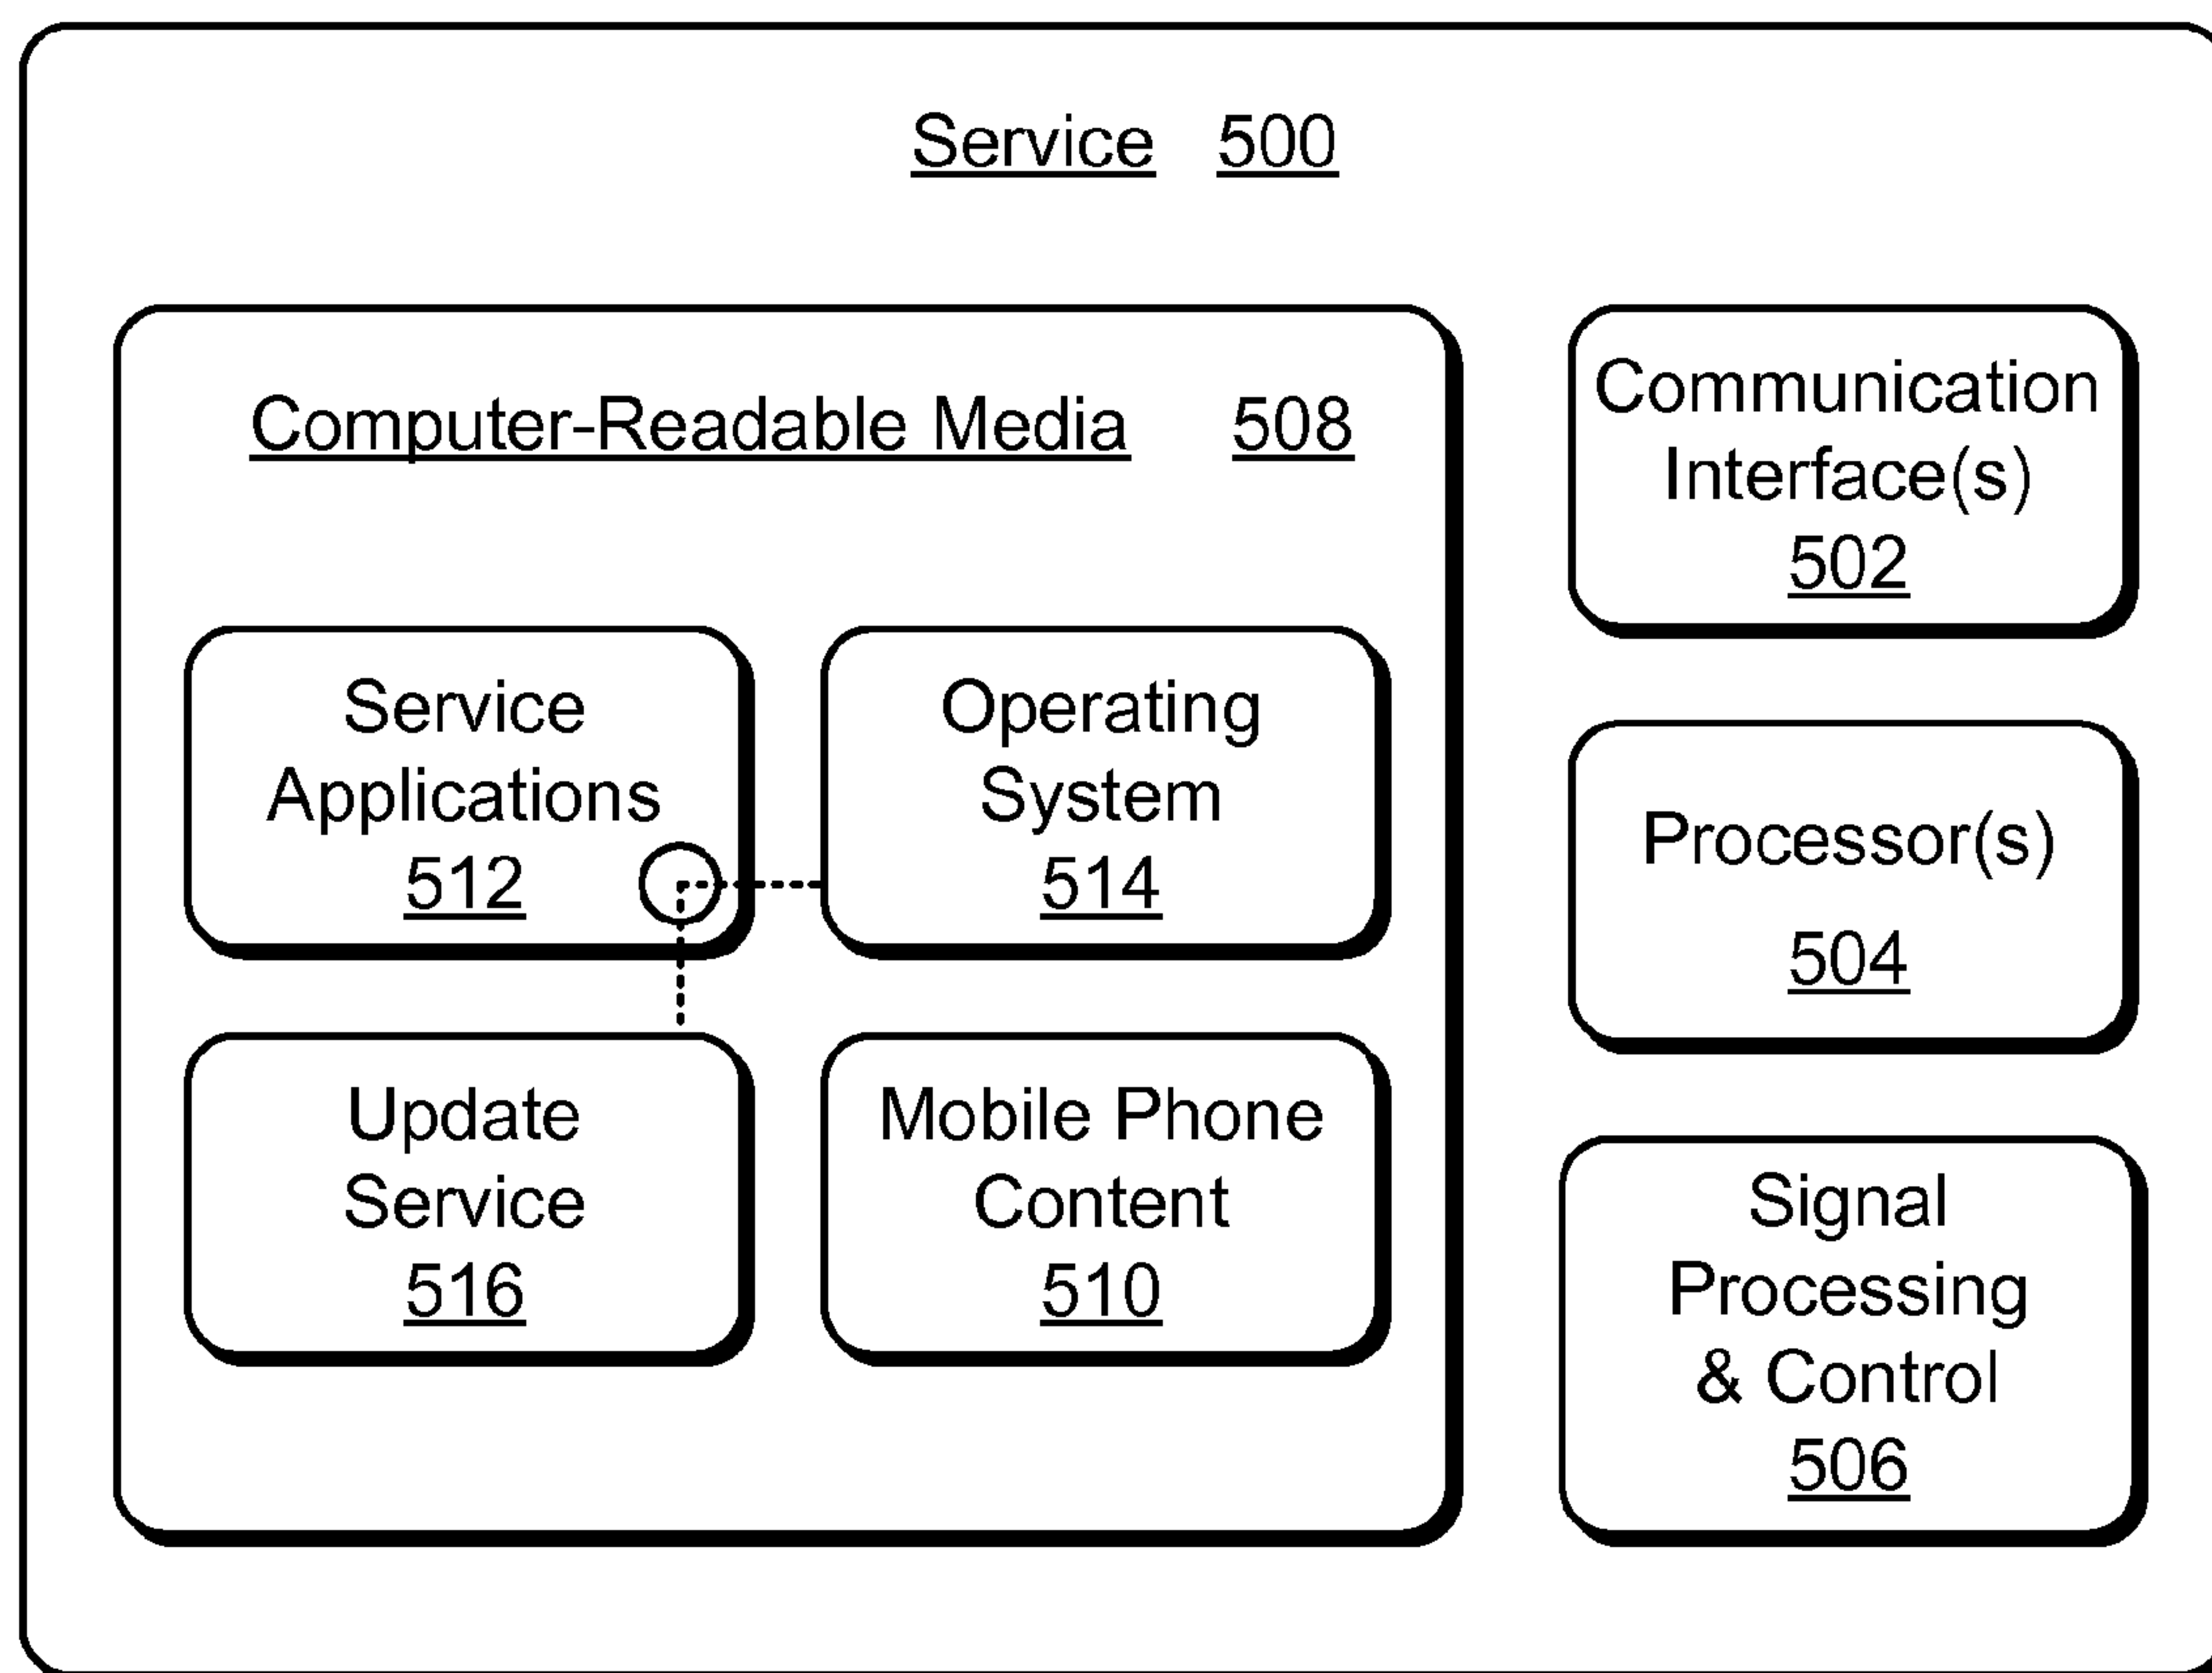 Service 500
Computer-Readable Media 508
Service
Applications
512
Operating
System
514
Update
Service
516
Mobile Phone
Content
510
Communication
Interface(s)
502
Processor(s)
504
Signal
Processing
& Control
506